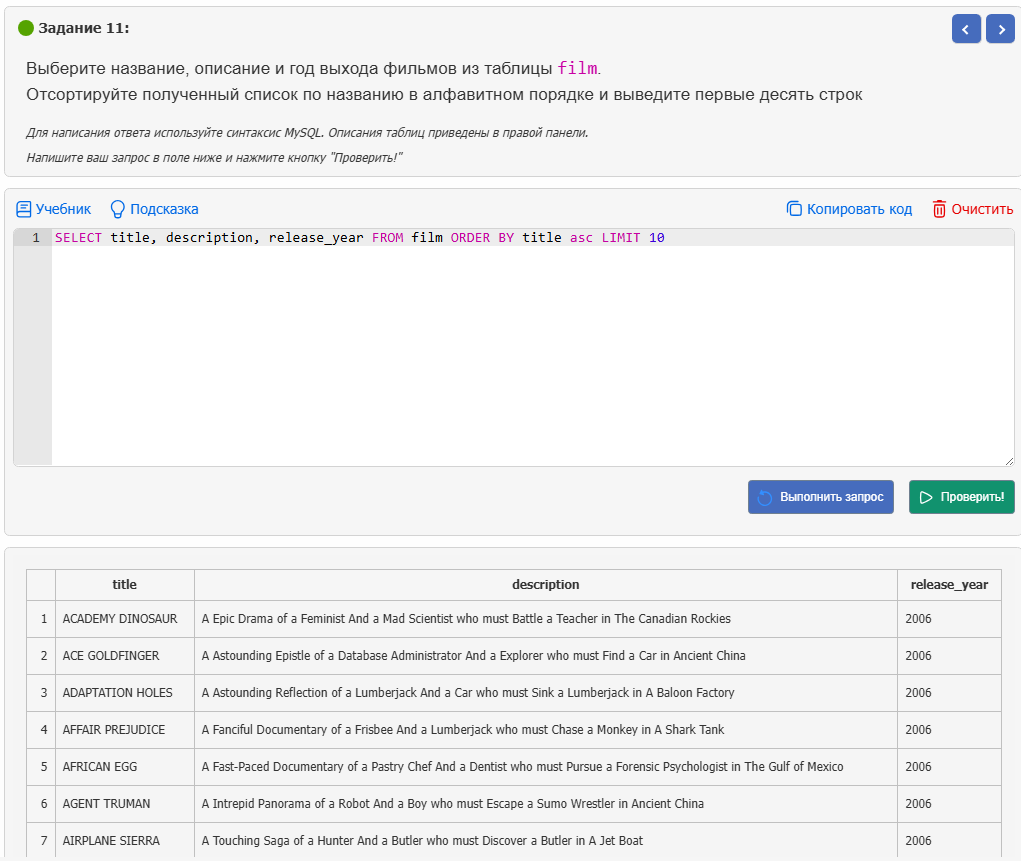 Задание 11:
Выберите название, описание и год выхода фильмов из таблицы film.
Отсортируйте полученный список по названию в алфавитном порядке и выведите первые десять строк
Для написания ответа используйте синтаксис MySQL. Описания таблиц приведены в правой панели.
Напишите ваш запрос в поле ниже и нажмите кнопку "Проверить!"
Учебник Подсказка Копировать код Очистить
1 SELECT title, description, release_year FROM film ORDER BY title asc LIMIT 10
Выполнить запрос Проверить!
title description release_year
1 ACADEMY DINOSAUR A Epic Drama of a Feminist And a Mad Scientist who must Battle a Teacher in The Canadian Rockies 2006
2 ACE GOLDFINGER A Astounding Epistle of a Database Administrator And a Explorer who must Find a Car in Ancient China 2006
3 ADAPTATION HOLES A Astounding Reflection of a Lumberjack And a Car who must Sink a Lumberjack in A Baloon Factory 2006
4 AFFAIR PREJUDICE A Fanciful Documentary of a Frisbee And a Lumberjack who must Chase a Monkey in A Shark Tank 2006
5 AFRICAN EGG A Fast-Paced Documentary of a Pastry Chef And a Dentist who must Pursue a Forensic Psychologist in The Gulf of Mexico 2006
6 AGENT TRUMAN A Intrepid Panorama of a Robot And a Boy who must Escape a Sumo Wrestler in Ancient China 2006
7 AIRPLANE SIERRA A Touching Saga of a Hunter And a Butler who must Discover a Butler in A Jet Boat 2006